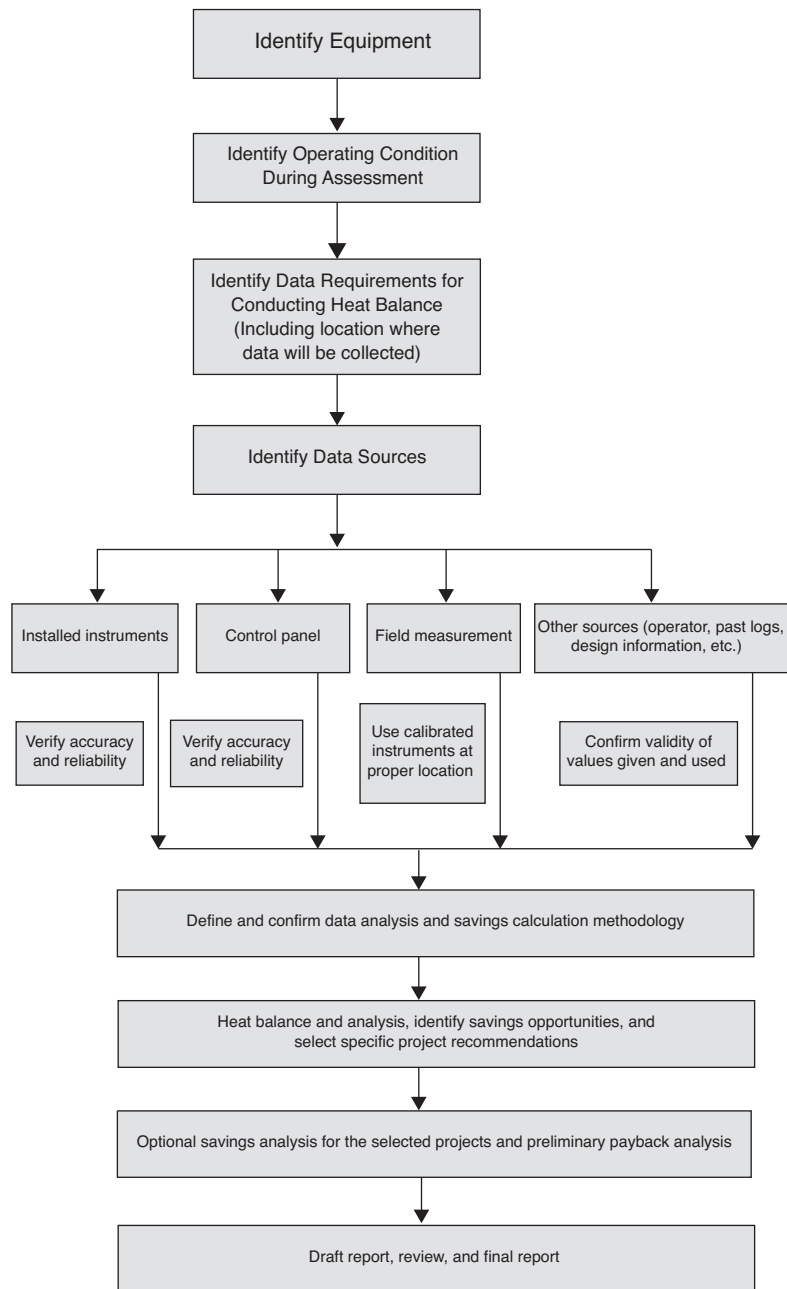 Identify Equipment
Identify Operating Condition
During Assessment
Identify Data Requirements for
Conducting Heat Balance
(Including location where
data will be collected)
Identify Data Sources
Installed instruments
Control panel
Field measurement
Other sources (operator, past logs,
design information, etc.)
Verify accuracy
and reliability
Verify accuracy
and reliability
Use calibrated
instruments at
proper location
Confirm validity of
values given and used
Define and confirm data analysis and savings calculation methodology
Heat balance and analysis, identify savings opportunities, and
select specific project recommendations
Optional savings analysis for the selected projects and preliminary payback analysis
Draft report, review, and final report